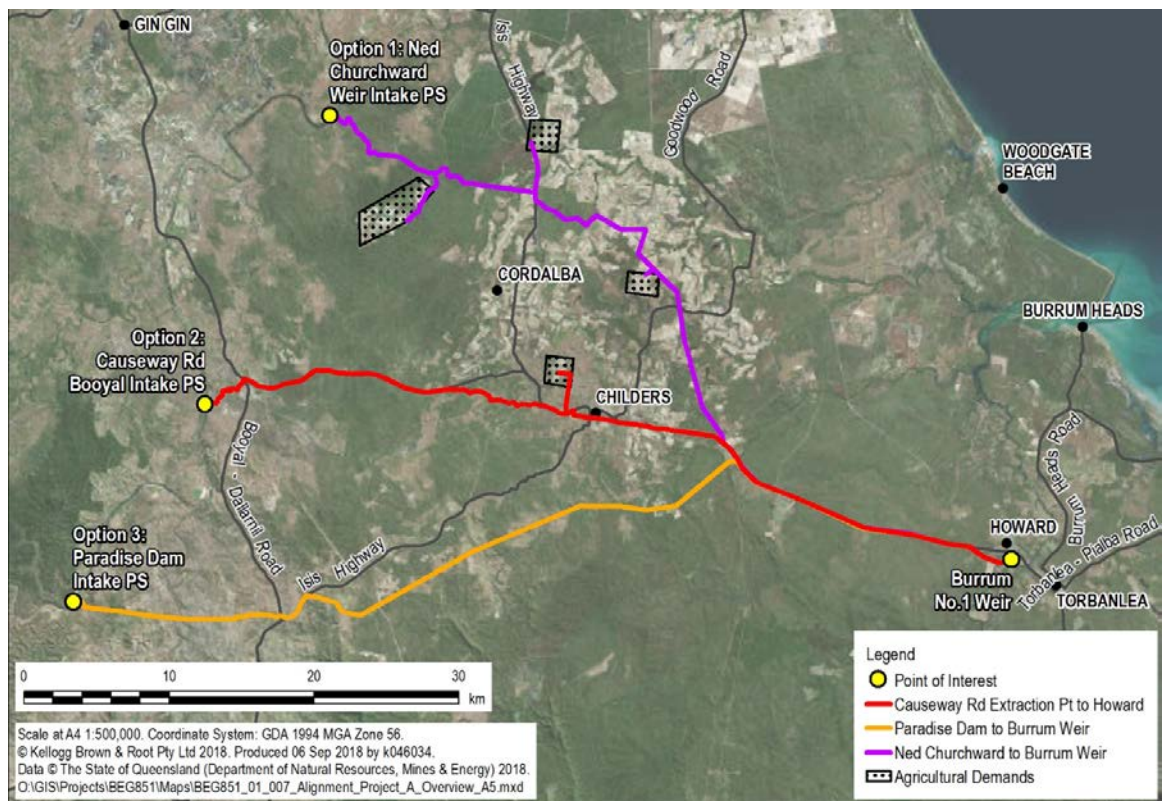 GIN GIN
Option 1: Ned
Churchward
Weir Intake PS
Isis
Highway
Goodwood Road
WOODGATE
BEACH
CORDALBA
BURRUM HEADS
Option 2:
Causeway Rd
Booyal Intake PS
CHILDERS
Booyal - Dallarnil Road
Burrum Heads Road
Option 3:
Paradise Dam
Intake PS
Isis Highway
HOWARD
Burrum
No.1 Weir
Torbanlea - Pialba Road
TORBANLEA
0 10 20 30
km
Scale at A4 1:500,000. Coordinate System: GDA 1994 MGA Zone 56.
© Kellogg Brown & Root Pty Ltd 2018. Produced 06 Sep 2018 by k046034.
Data © The State of Queensland (Department of Natural Resources, Mines & Energy) 2018.
O:\GIS\Projects\BEG851\Maps\BEG851_01_007_Alignment_Project_A_Overview_A5.mxd
Legend
Point of Interest
Causeway Rd Extraction Pt to Howard
Paradise Dam to Burrum Weir
Ned Churchward to Burrum Weir
Agricultural Demands